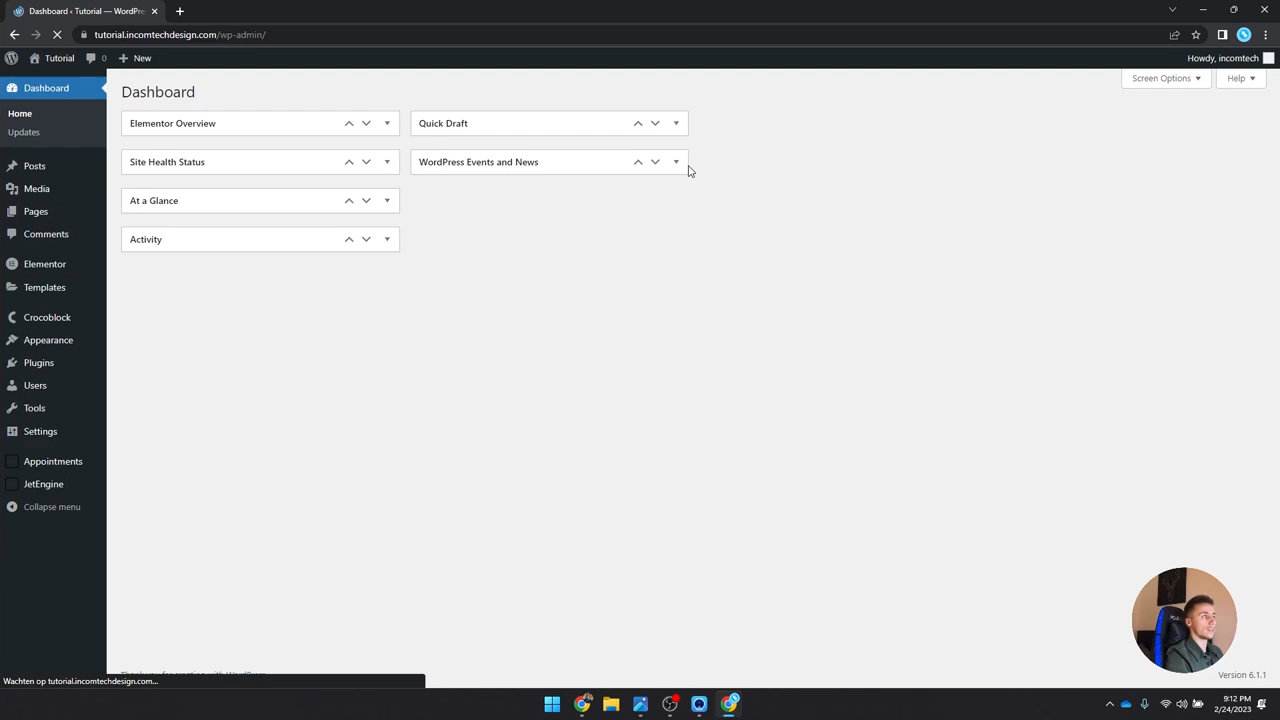 Dashboard ‹ Tutorial — WordPre
tutorial.incomtechdesign.com/wp-admin/
Tutorial
0
New
Howdy, incomtech
Dashboard
Home
Updates
Posts
Media
Pages
Comments
Elementor
Templates
Crocoblock
Appearance
Plugins
Users
Tools
Settings
Appointments
JetEngine
Collapse menu
Screen Options
Help
Dashboard
Elementor Overview
Quick Draft
Site Health Status
WordPress Events and News
At a Glance
Activity
Wachten op tutorial.incomtechdesign.com...
Version 6.1.1
9:12 PM
2/24/2023